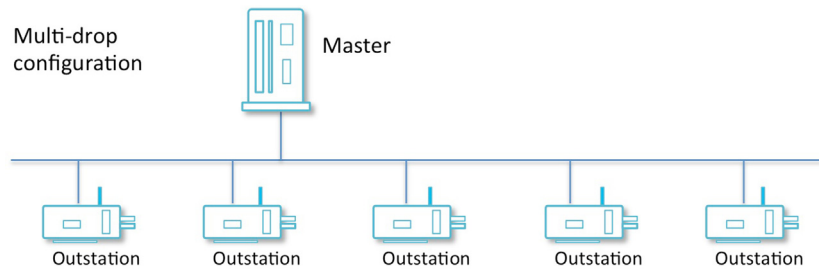 Multi-drop
configuration
Master
Outstation
Outstation
Outstation
Outstation
Outstation